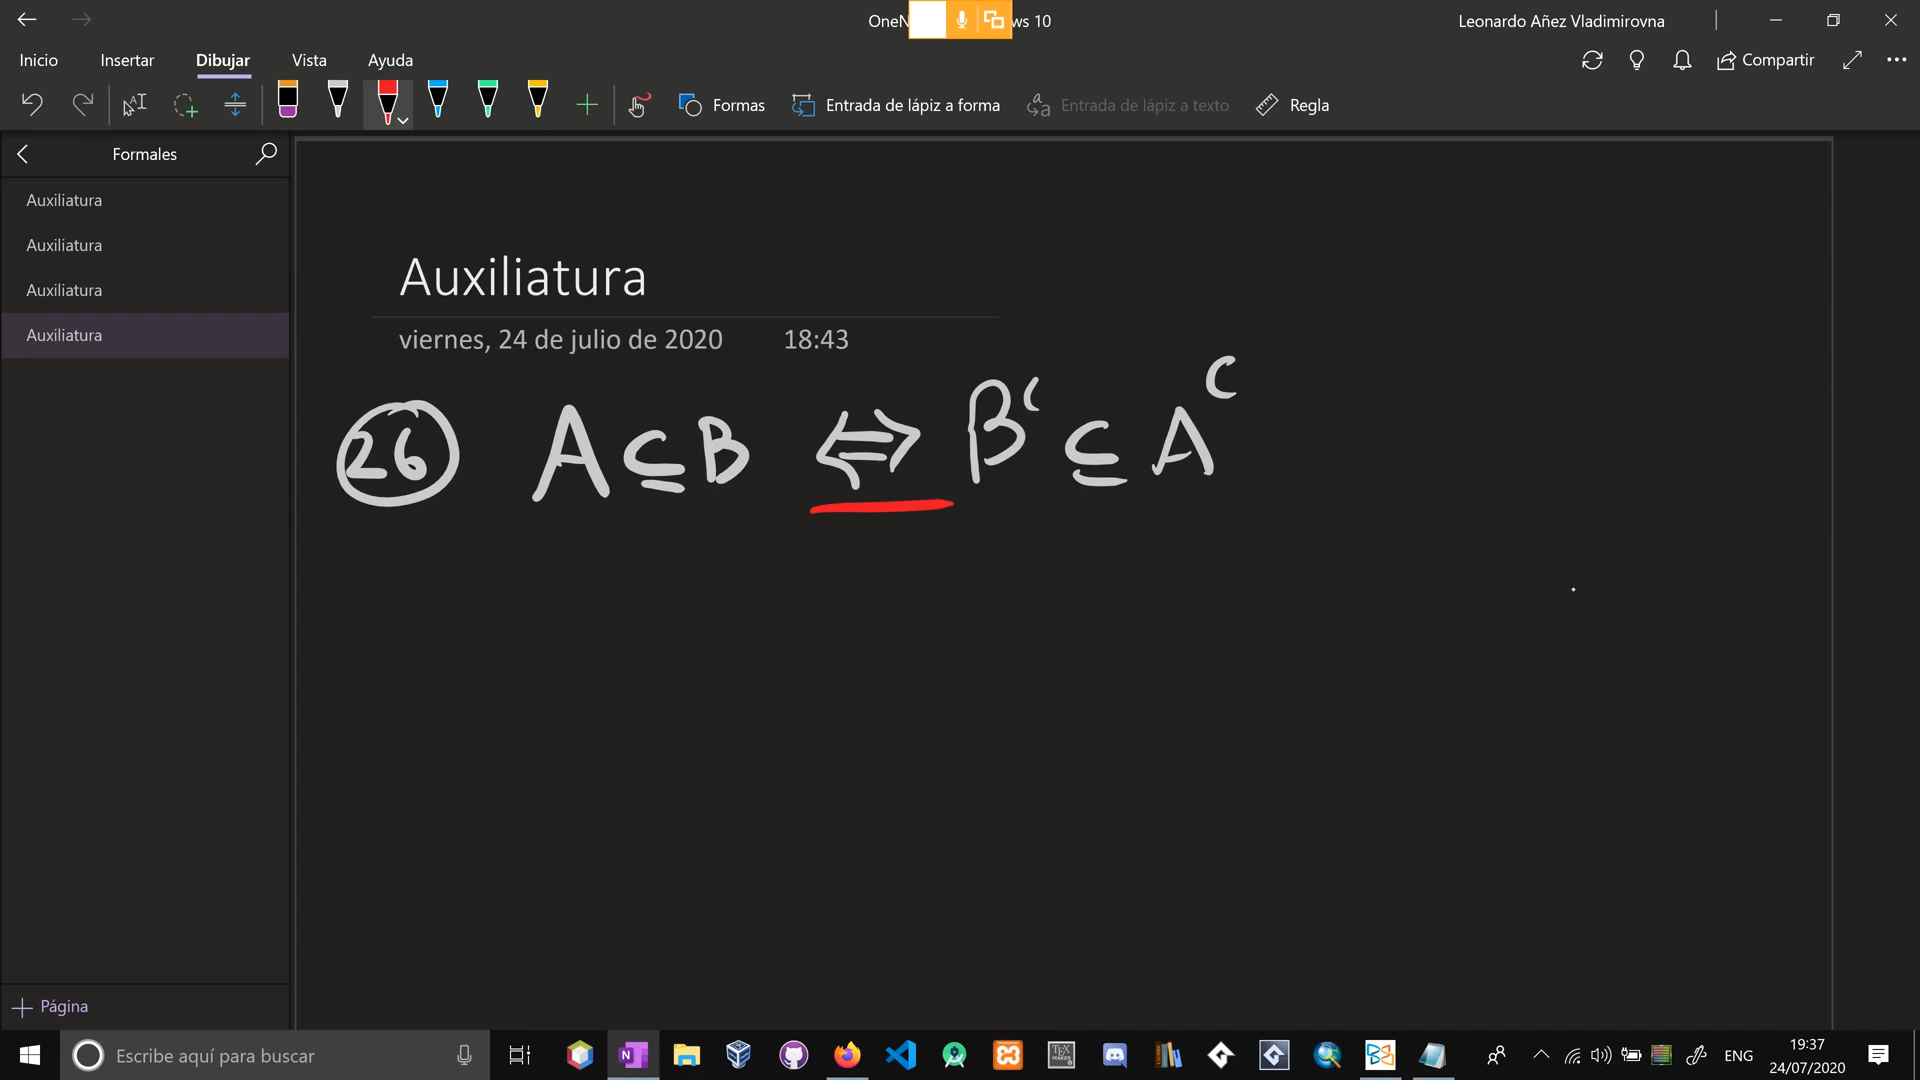 OneN ws 10
Leonardo Añez Vladimirovna
Inicio Insertar Dibujar Vista Ayuda
Compartir
Formas Entrada de lápiz a forma Entrada de lápiz a texto Regla
Formales
Auxiliatura
Auxiliatura
Auxiliatura
Auxiliatura
Auxiliatura
viernes, 24 de julio de 2020 18:43
26 A ⊆ B ⇔ B^c ⊆ A^c
Página
Escribe aquí para buscar
ENG
19:37
24/07/2020